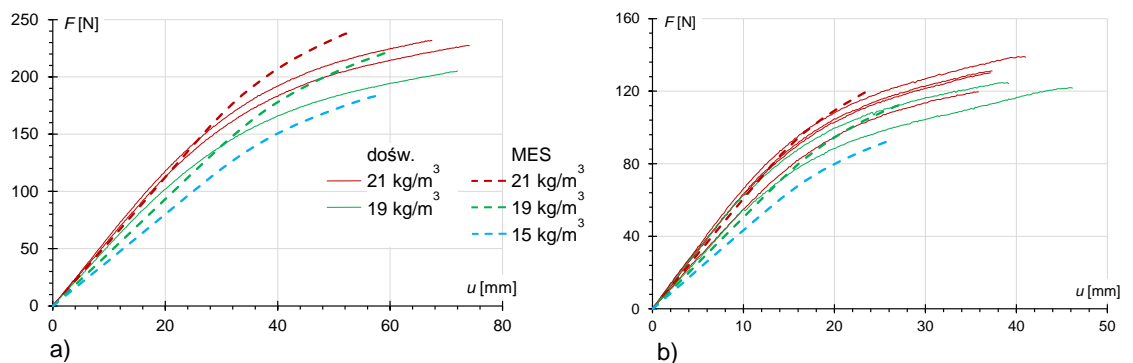 F [N]
250
200
150
100
50
0
0 20 40 60 80
u [mm]
dośw.
21 kg/m³
19 kg/m³
MES
21 kg/m³
19 kg/m³
15 kg/m³
a)
F [N]
160
120
80
40
0
0 10 20 30 40 50
u [mm]
b)